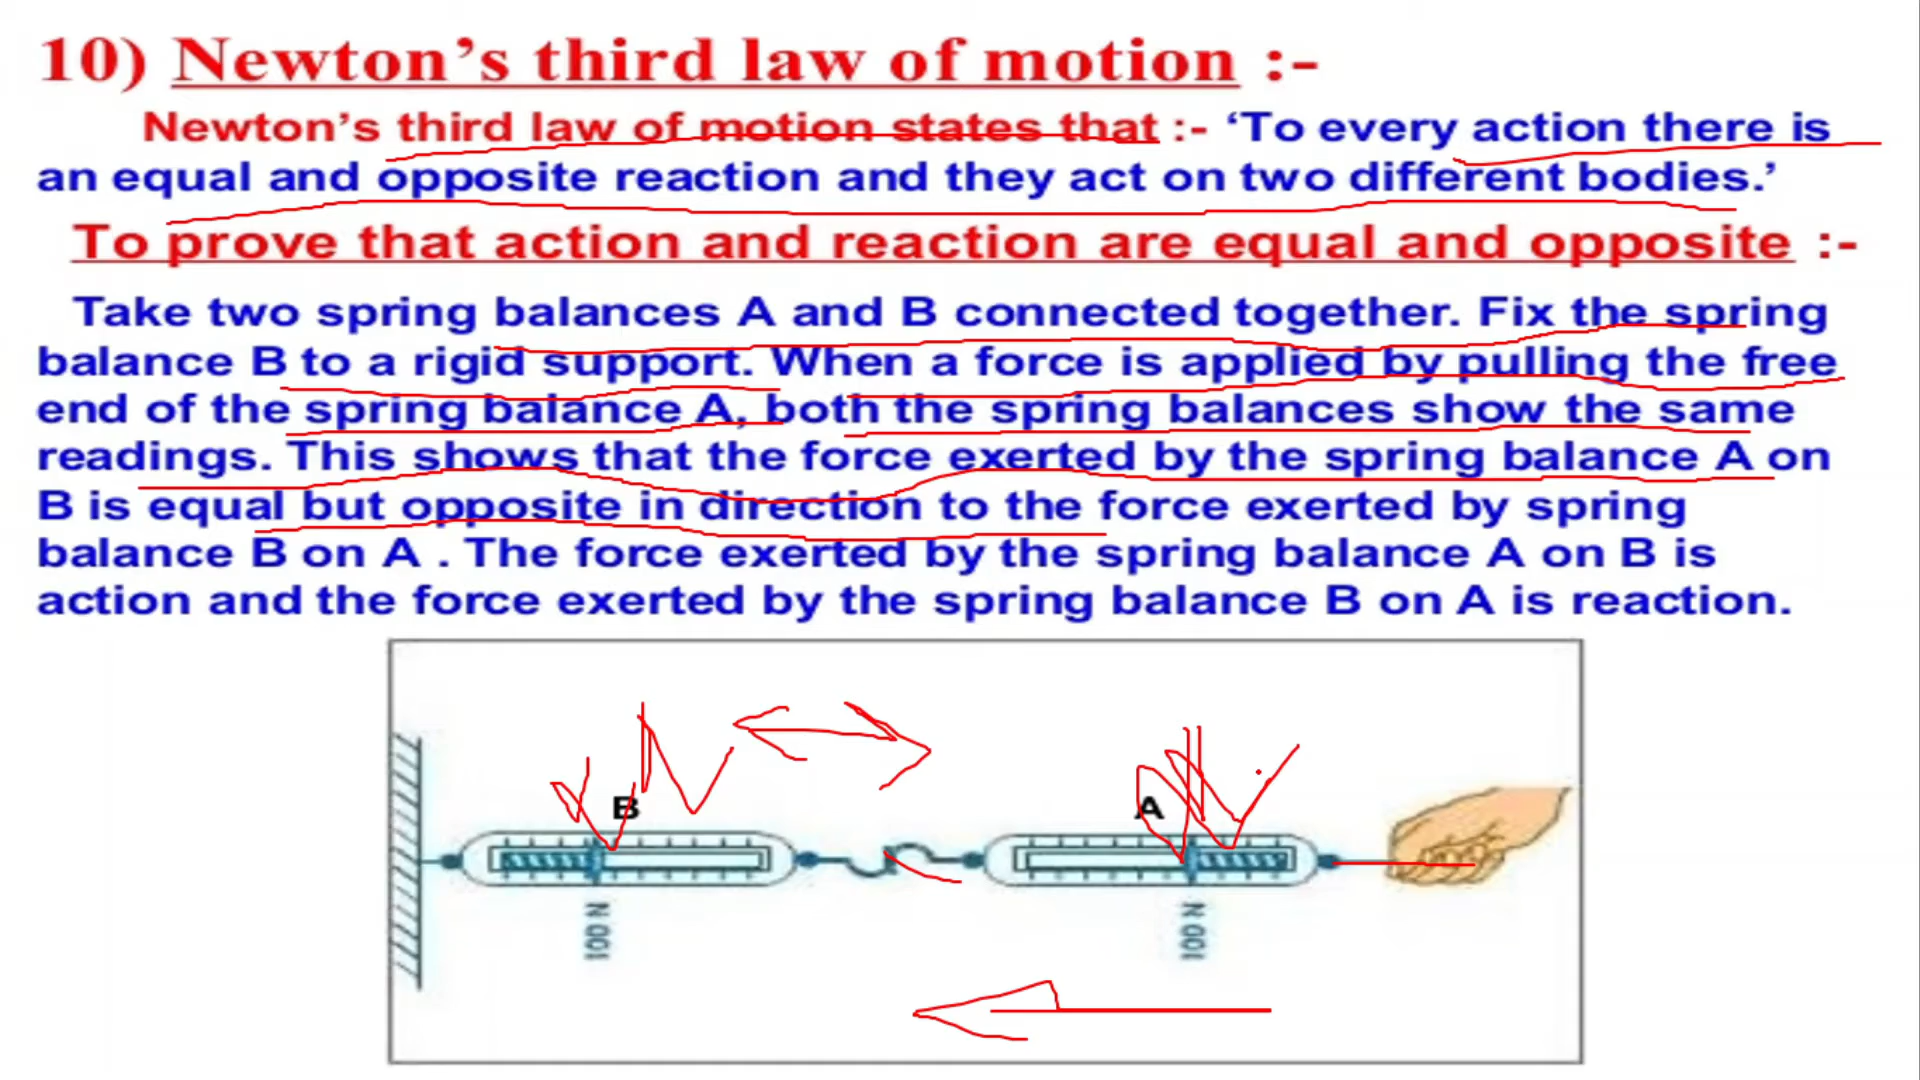 10) Newton’s third law of motion :-
Newton’s third law of motion states that :- ‘To every action there is
an equal and opposite reaction and they act on two different bodies.’
To prove that action and reaction are equal and opposite :-
Take two spring balances A and B connected together. Fix the spring
balance B to a rigid support. When a force is applied by pulling the free
end of the spring balance A, both the spring balances show the same
readings. This shows that the force exerted by the spring balance A on
B is equal but opposite in direction to the force exerted by spring
balance B on A . The force exerted by the spring balance A on B is
action and the force exerted by the spring balance B on A is reaction.
B
A
100 N
100 N